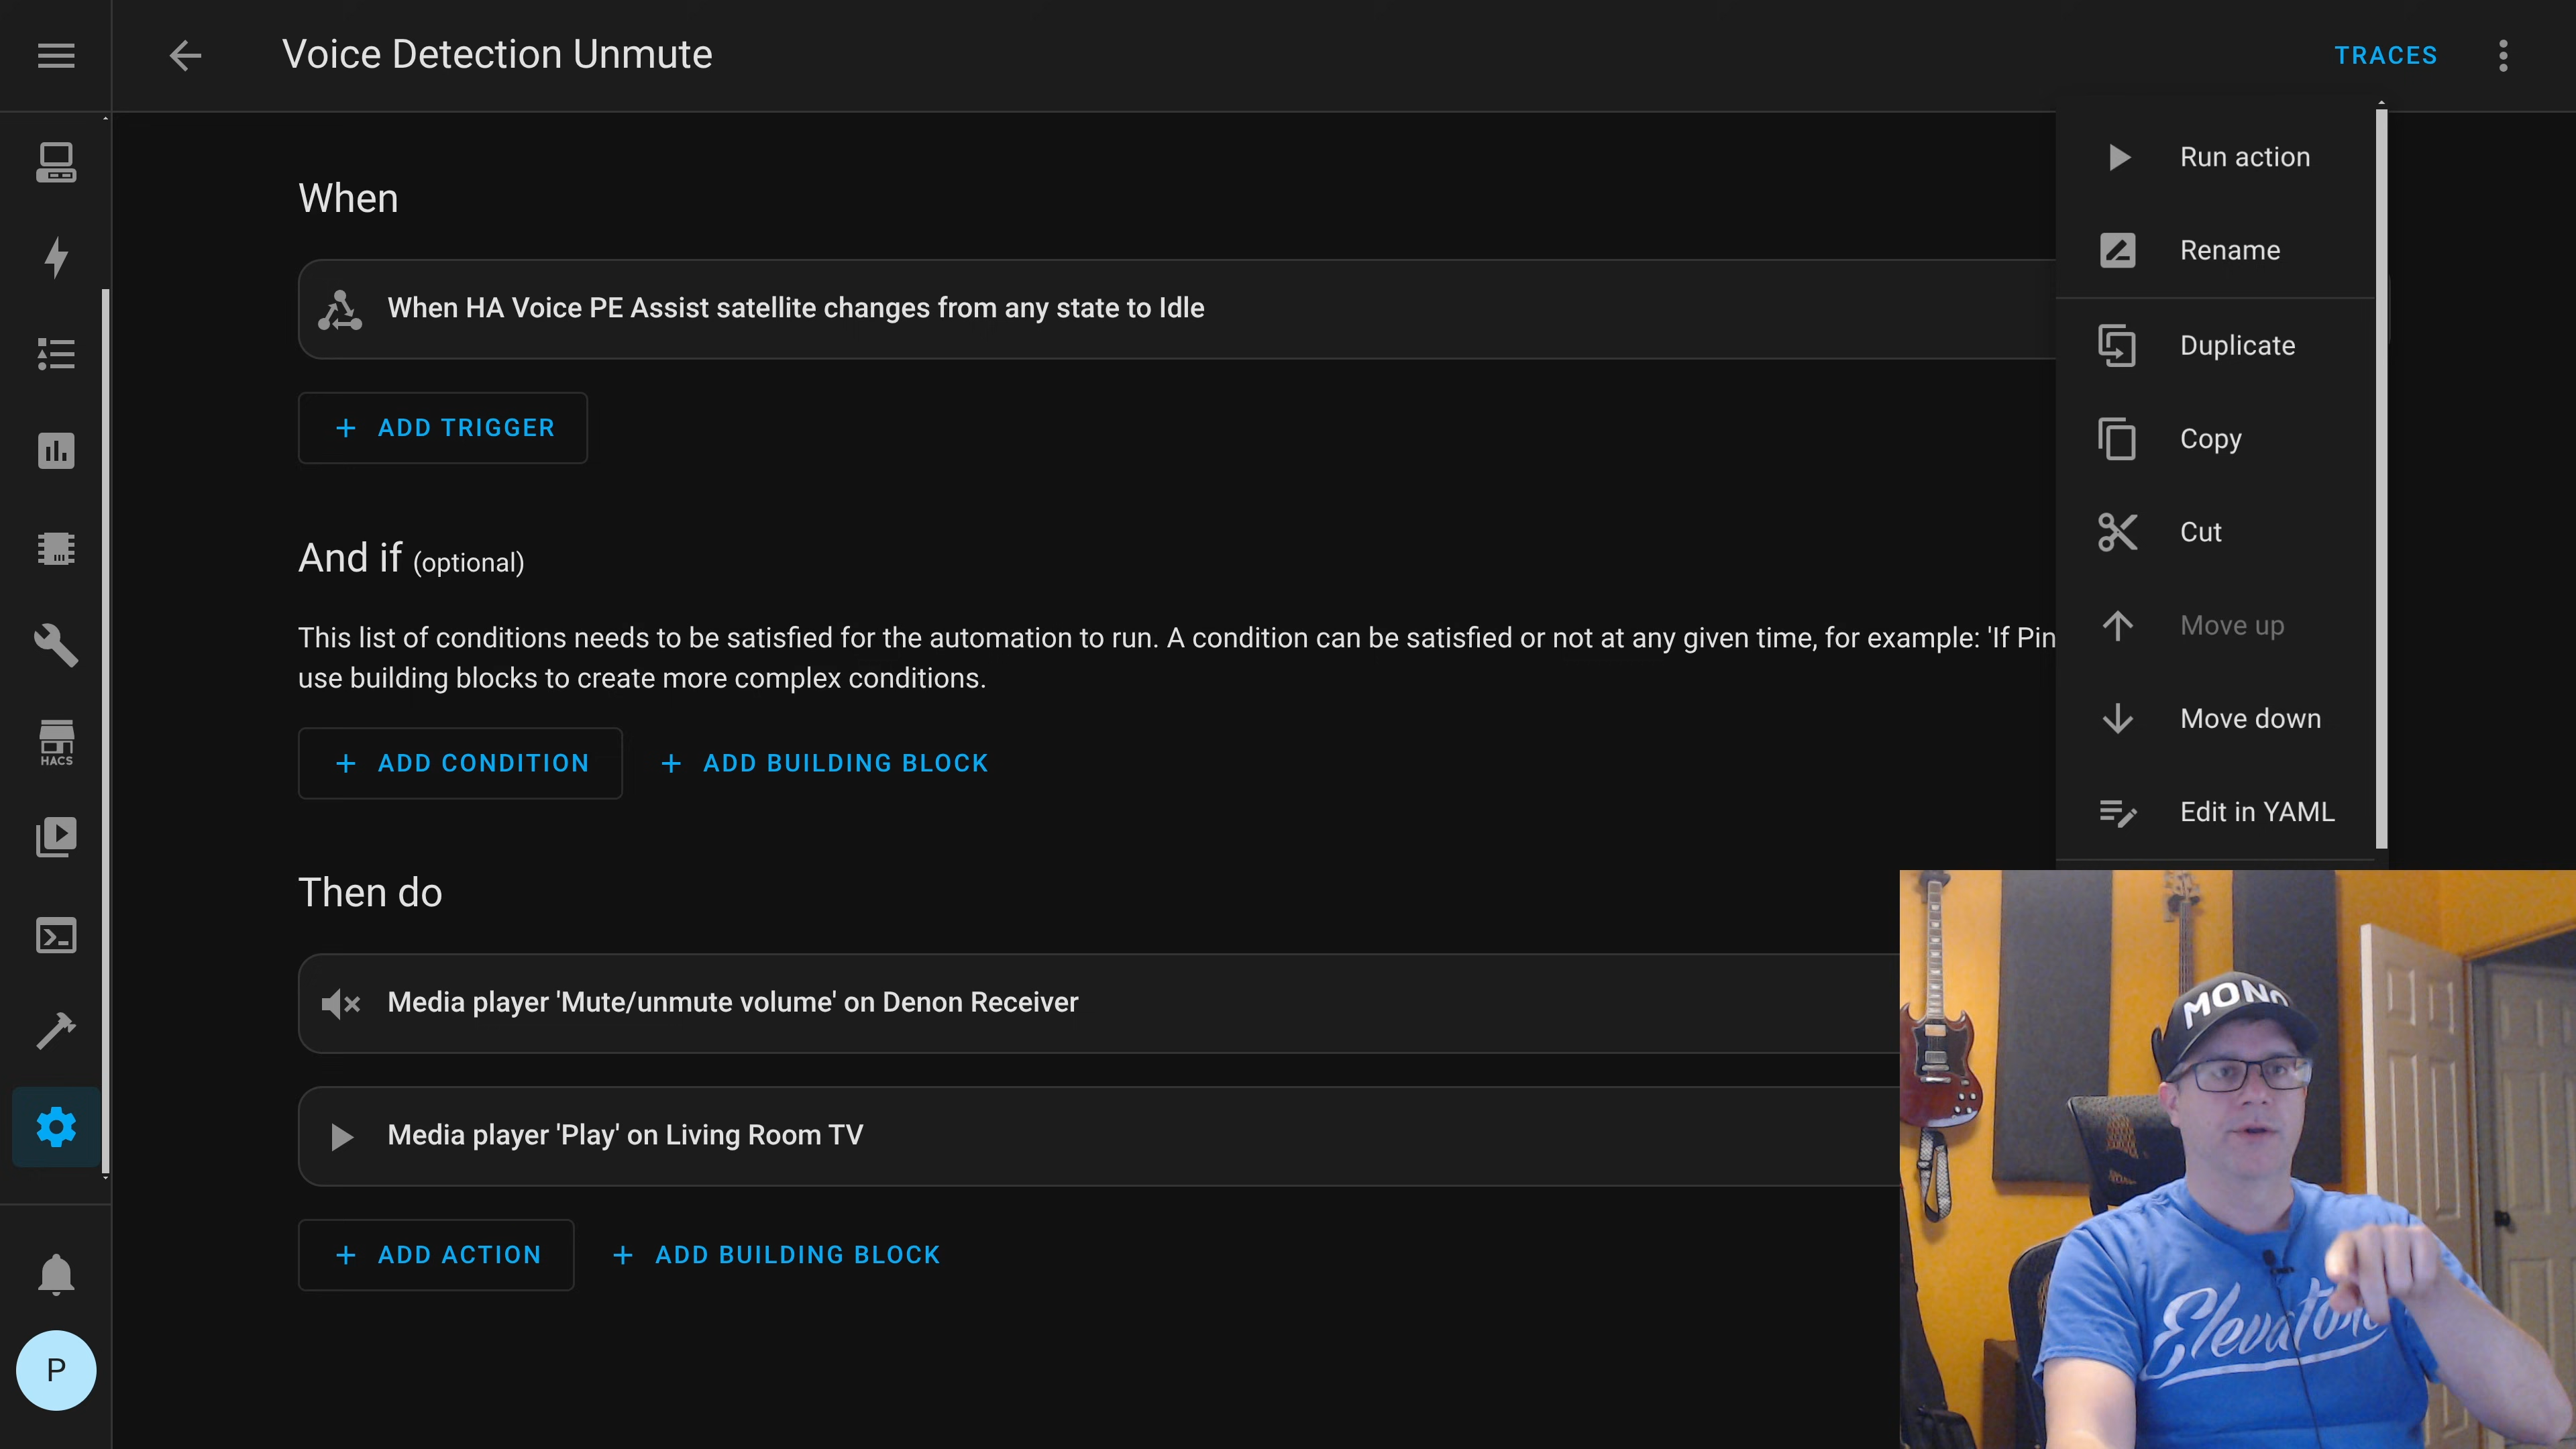 Voice Detection Unmute
TRACES
When
When HA Voice PE Assist satellite changes from any state to Idle
+ ADD TRIGGER
And if (optional)
This list of conditions needs to be satisfied for the automation to run. A condition can be satisfied or not at any given time, for example: 'If Pin
use building blocks to create more complex conditions.
+ ADD CONDITION
+ ADD BUILDING BLOCK
Then do
Media player 'Mute/unmute volume' on Denon Receiver
Media player 'Play' on Living Room TV
+ ADD ACTION
+ ADD BUILDING BLOCK
Run action
Rename
Duplicate
Copy
Cut
Move up
Move down
Edit in YAML
HACS
P
MONO